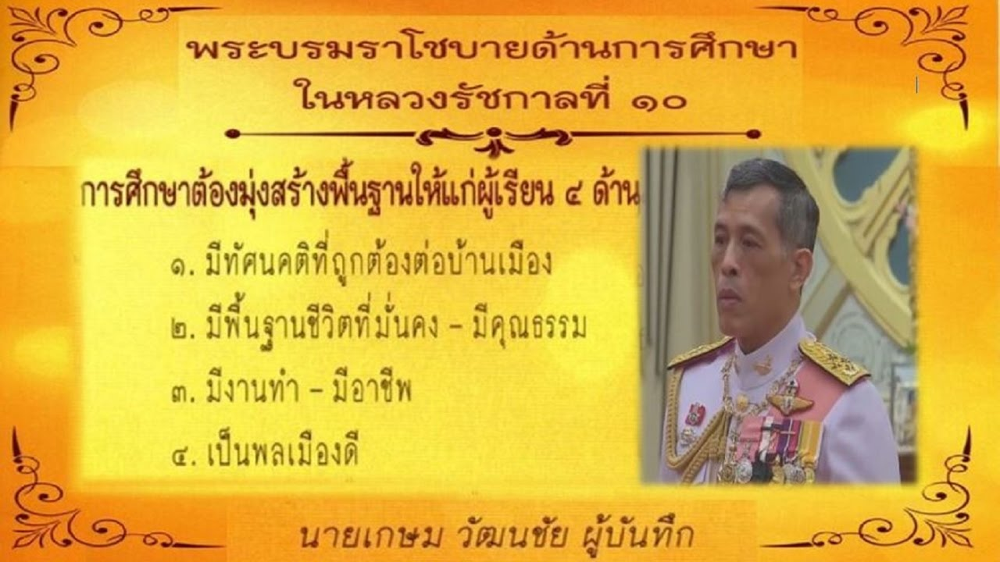 พระบรมราโชบายด้านการศึกษา
ในหลวงรัชกาลที่ ๑๐
การศึกษาต้องมุ่งสร้างพื้นฐานให้แก่ผู้เรียน ๔ ด้าน
๑. มีทัศนคติที่ถูกต้องต่อบ้านเมือง
๒. มีพื้นฐานชีวิตที่มั่นคง – มีคุณธรรม
๓. มีงานทำ – มีอาชีพ
๔. เป็นพลเมืองดี
นายเกษม วัฒนชัย ผู้บันทึก